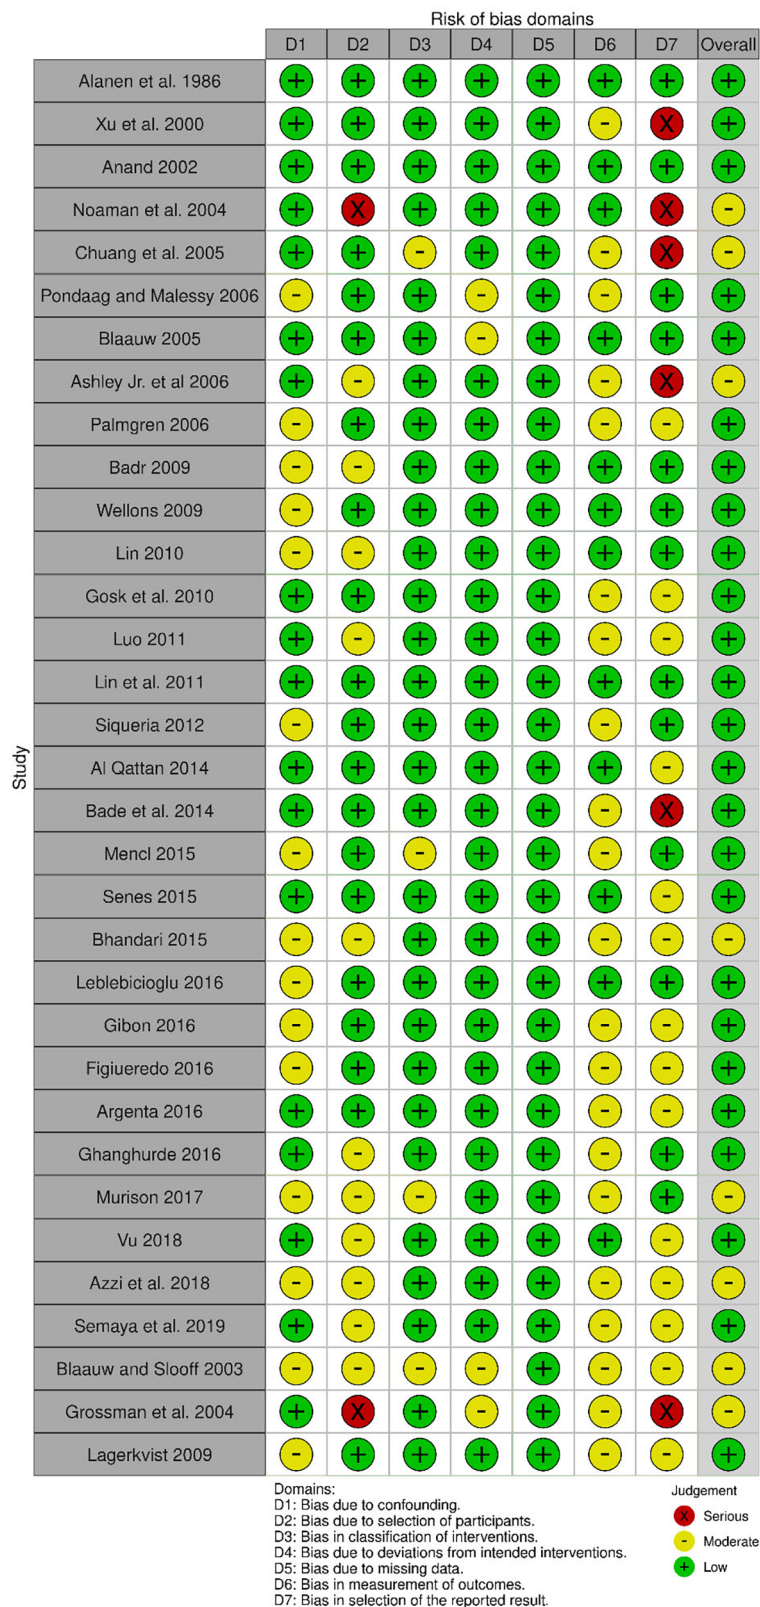 Risk of bias domains
D1 D2 D3 D4 D5 D6 D7 Overall
Alanen et al. 1986 + + + + + + + +
Xu et al. 2000 + + + + + - X +
Anand 2002 + + + + + + + +
Noaman et al. 2004 + X + + + + X -
Chuang et al. 2005 + + - + + - X -
Pondaag and Malessy 2006 - + + - + - + +
Blaauw 2005 + + + - + + + +
Ashley Jr. et al 2006 + - + + + - X -
Palmgren 2006 - + + + + - - +
Badr 2009 - - + + + + + +
Wellons 2009 - + + + + + + +
Lin 2010 - - + + + + + +
Gosk et al. 2010 + + + + + - - +
Luo 2011 + - + + + - - +
Lin et al. 2011 + + + + + + + +
Siqueria 2012 - + + + + - + +
Al Qattan 2014 + + + + + + - +
Bade et al. 2014 + + + + + - X +
Mencl 2015 - + - + + - + +
Senes 2015 + + + + + + - +
Bhandari 2015 - - + + + - - -
Leblebicioglu 2016 - + + + + + + +
Gibon 2016 - + + + + - - +
Figiueredo 2016 - + + + + - - +
Argenta 2016 + + + + + - - +
Ghanghurde 2016 + - + + + - + +
Murison 2017 - - - + + - + -
Vu 2018 + - + + + + - +
Azzi et al. 2018 - - + + + - - -
Semaya et al. 2019 + - + + + - - +
Blaauw and Slooff 2003 - - - - + - - -
Grossman et al. 2004 + X + - + - X -
Lagerkvist 2009 - + + + + - - +
Study
Domains:
D1: Bias due to confounding.
D2: Bias due to selection of participants.
D3: Bias in classification of interventions.
D4: Bias due to deviations from intended interventions.
D5: Bias due to missing data.
D6: Bias in measurement of outcomes.
D7: Bias in selection of the reported result.
Judgement
X Serious
- Moderate
+ Low